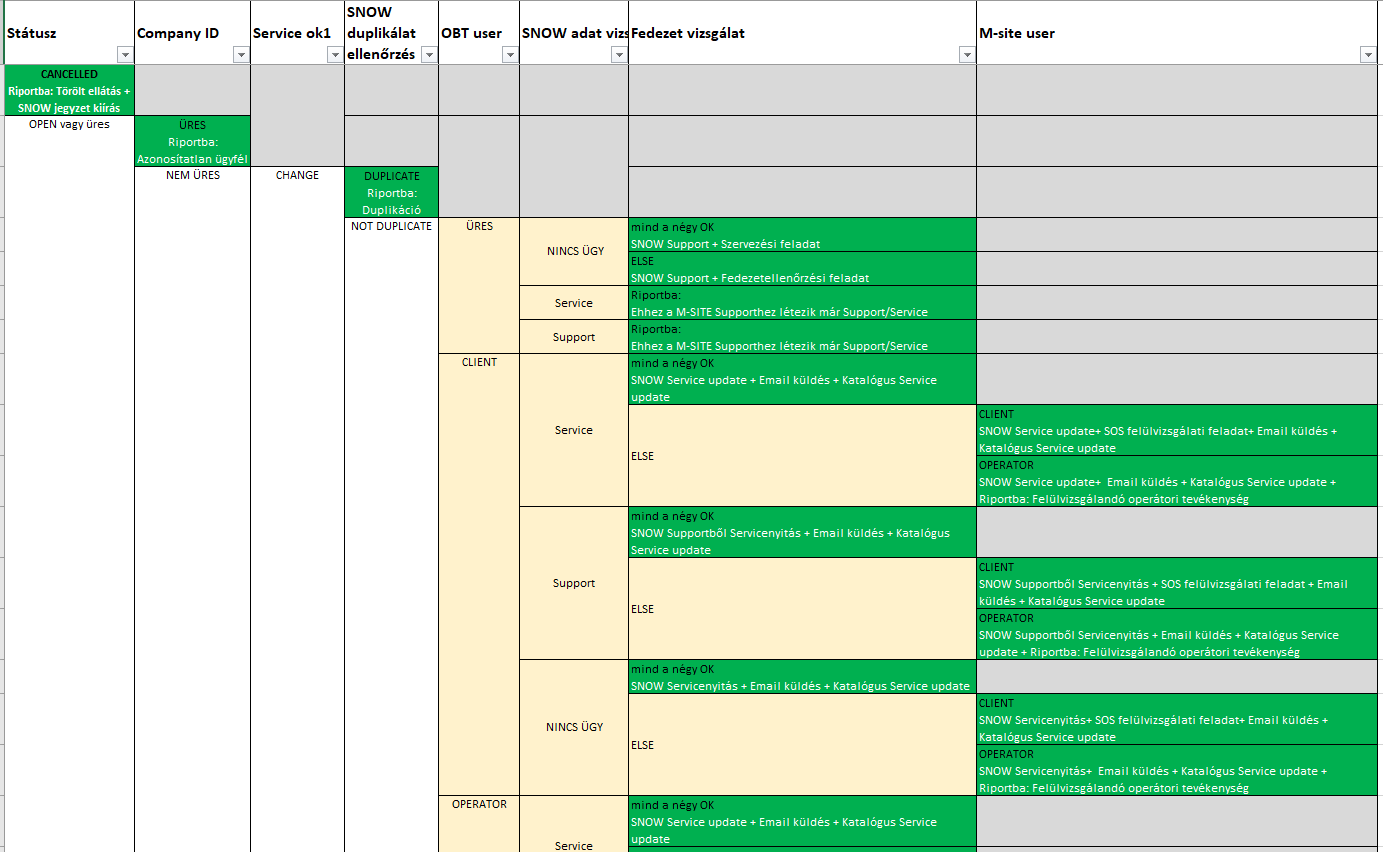 Státusz
Company ID
Service ok1
SNOW
duplikálat
ellenőrzés
OBT user
SNOW adat vizs
Fedezet vizsgálat
M-site user
CANCELLED
Riportba: Törölt ellátás +
SNOW jegyzet kiírás
OPEN vagy üres
ÜRES
Riportba:
Azonosítatlan ügyfél
NEM ÜRES
CHANGE
DUPLICATE
Riportba:
Duplikáció
NOT DUPLICATE
ÜRES
NINCS ÜGY
mind a négy OK
SNOW Support + Szervezési feladat
ELSE
SNOW Support + Fedezetellenőrzési feladat
Service
Riportba:
Ehhez a M-SITE Supporthez létezik már Support/Service
Support
Riportba:
Ehhez a M-SITE Supporthez létezik már Support/Service
CLIENT
Service
mind a négy OK
SNOW Service update + Email küldés + Katalógus Service
update
ELSE
CLIENT
SNOW Service update+ SOS felülvizsgálati feladat+ Email küldés +
Katalógus Service update
OPERATOR
SNOW Service update+  Email küldés + Katalógus Service update +
Riportba: Felülvizsgálandó operátori tevékenység
Support
mind a négy OK
SNOW Supportből Servicenyitás + Email küldés + Katalógus
Service update
ELSE
CLIENT
SNOW Supportből Servicenyitás + SOS felülvizsgálati feladat + Email
küldés + Katalógus Service update
OPERATOR
SNOW Supportből Servicenyitás + Email küldés + Katalógus Service
update + Riportba: Felülvizsgálandó operátori tevékenység
NINCS ÜGY
mind a négy OK
SNOW Servicenyitás + Email küldés + Katalógus Service update
ELSE
CLIENT
SNOW Servicenyitás+ SOS felülvizsgálati feladat+ Email küldés +
Katalógus Service update
OPERATOR
SNOW Servicenyitás+  Email küldés + Katalógus Service update +
Riportba: Felülvizsgálandó operátori tevékenység
OPERATOR
Service
mind a négy OK
SNOW Service update + Email küldés + Katalógus Service
update